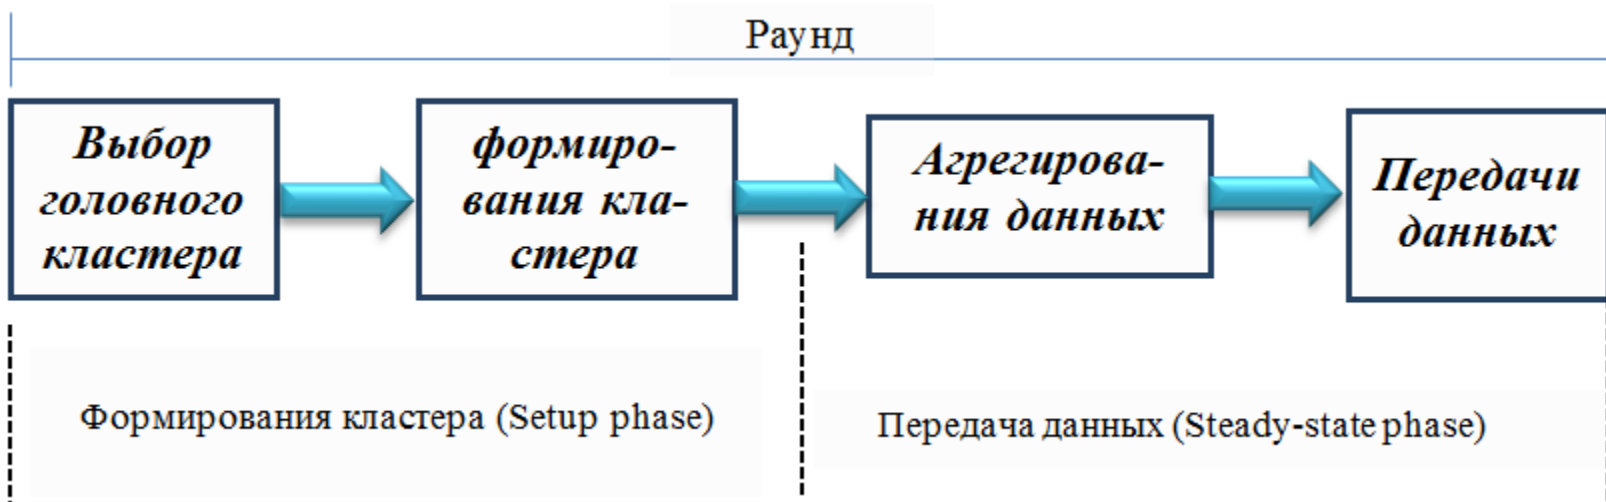 Раунд
Выбор
головного
кластера
формиро-
вания кла-
стера
Агрегирова-
ния данных
Передачи
данных
Формирования кластера (Setup phase)
Передача данных (Steady-state phase)